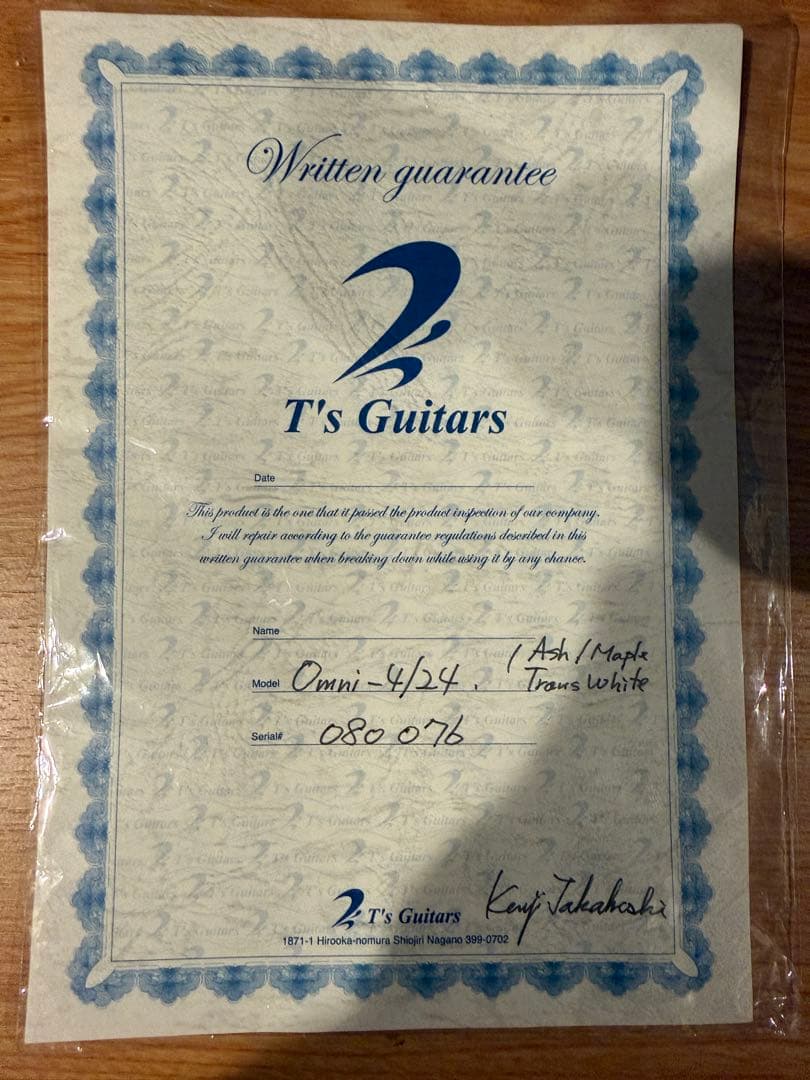 Written guarantee
T's Guitars
Date
This product is the one that it passed the product inspection of our company.
I will repair according to the guarantee regulations described in this
written guarantee when breaking down while using it by any chance.
Name
/ Ash / Maple
Model Omni-4/24 . Trans White
Serial# 080 076
T's Guitars
Kenji Takahashi
1871-1 Hirooka-nomura Shiojiri Nagano 399-0702